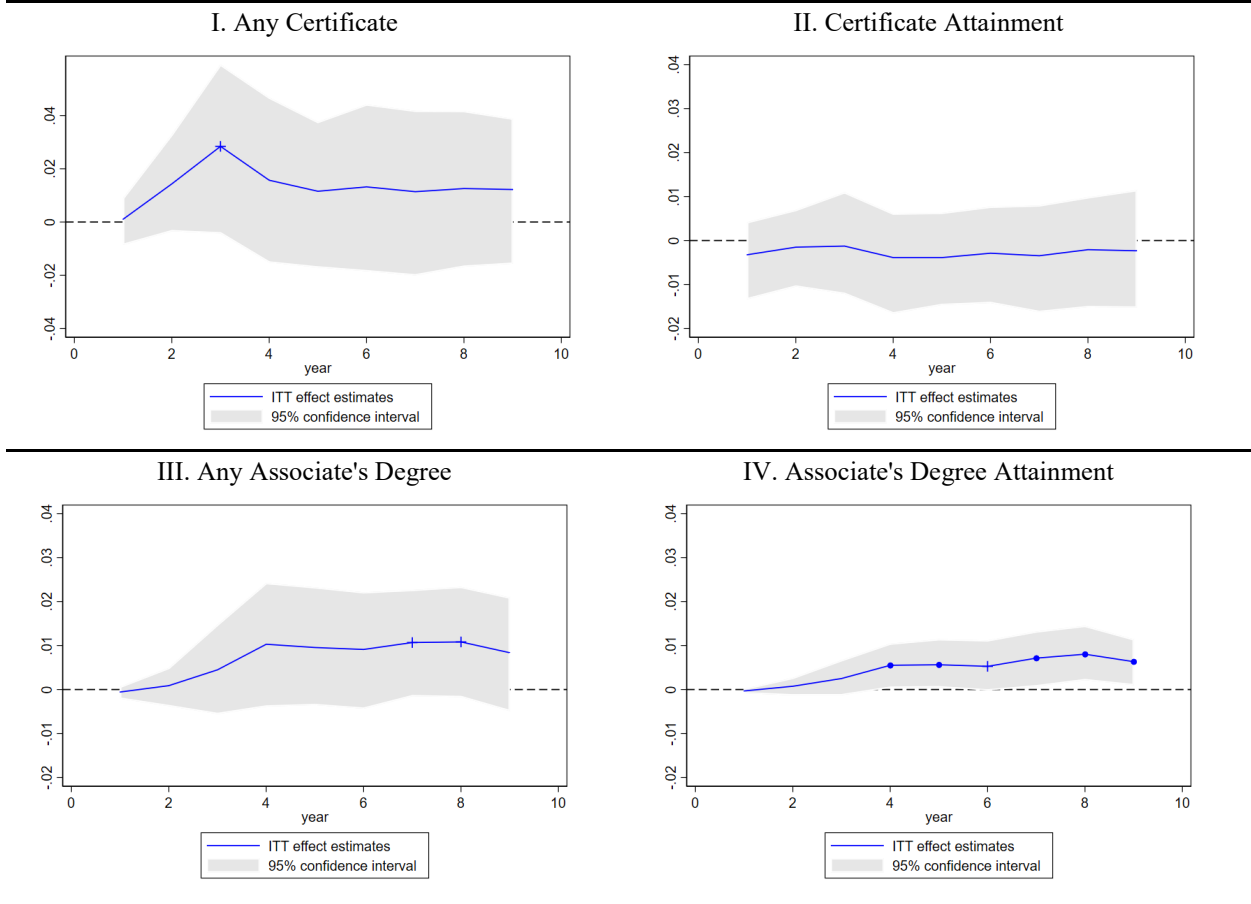 I. Any Certificate
.04
.02
0
-.02
-.04
0 2 4 6 8 10
year
ITT effect estimates
95% confidence interval
II. Certificate Attainment
.04
.03
.02
.01
0
-.01
-.02
0 2 4 6 8 10
year
ITT effect estimates
95% confidence interval
III. Any Associate's Degree
.04
.03
.02
.01
0
-.01
-.02
0 2 4 6 8 10
year
ITT effect estimates
95% confidence interval
IV. Associate's Degree Attainment
.04
.03
.02
.01
0
-.01
-.02
0 2 4 6 8 10
year
ITT effect estimates
95% confidence interval